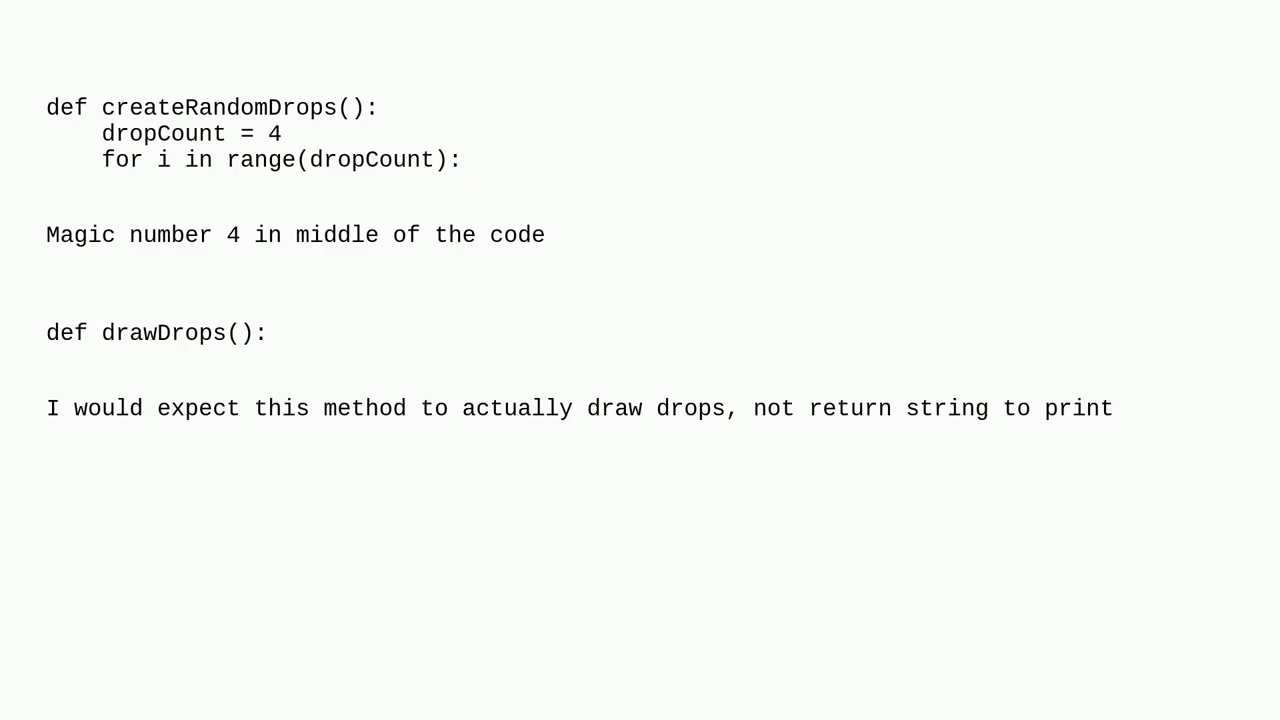 def createRandomDrops():
    dropCount = 4
    for i in range(dropCount):
Magic number 4 in middle of the code
def drawDrops():
I would expect this method to actually draw drops, not return string to print